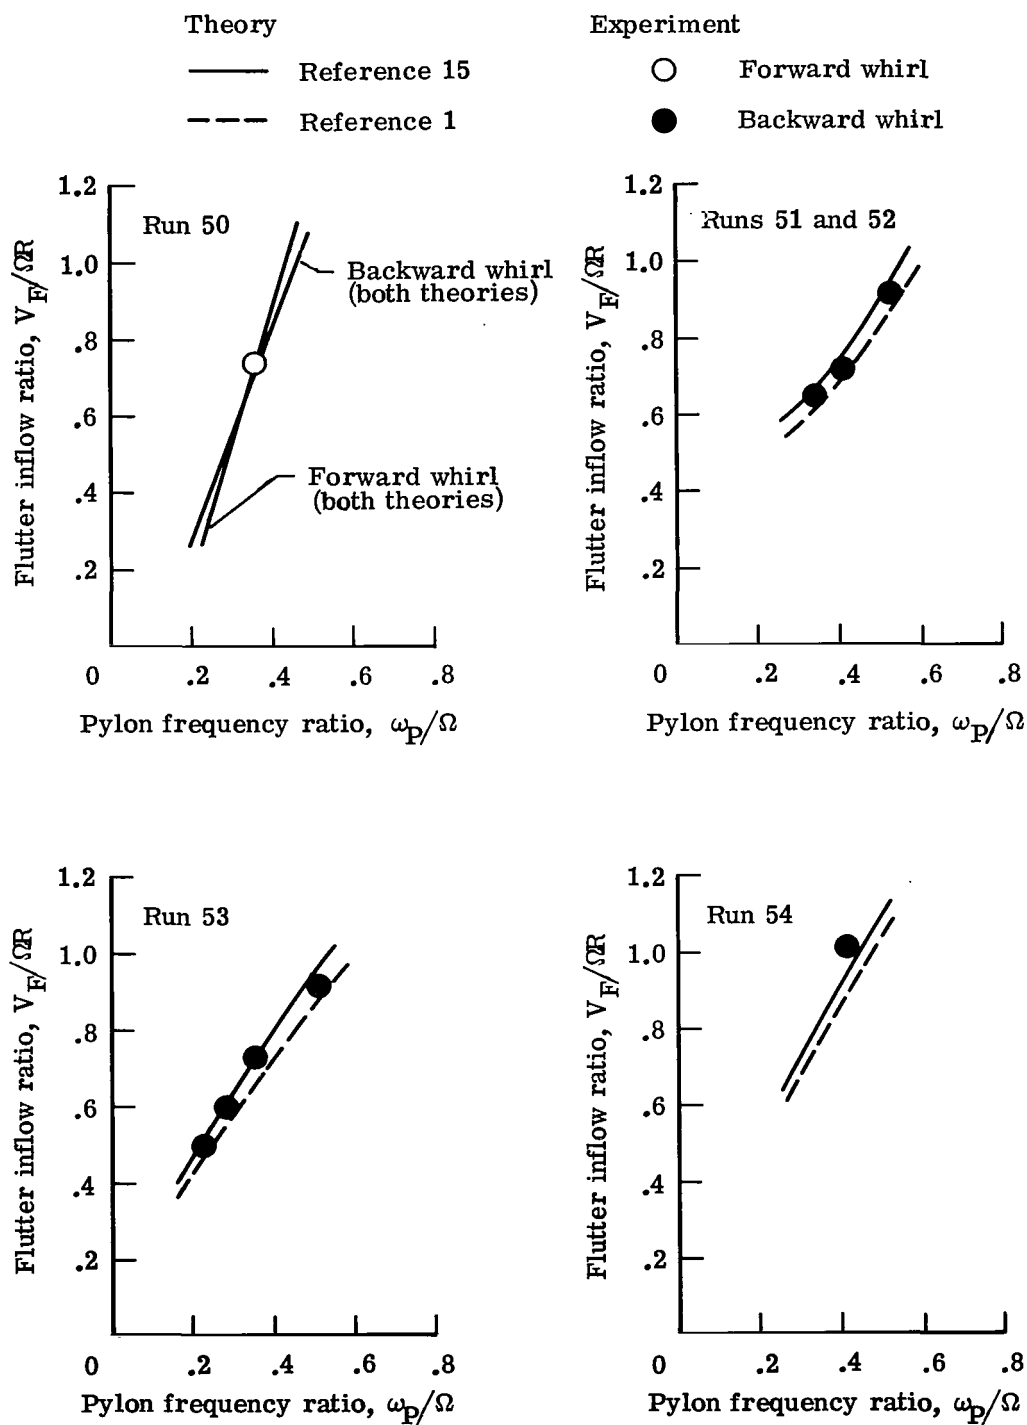 Theory
Experiment
Reference 15
Forward whirl
Reference 1
Backward whirl
1.2
1.0
.8
.6
.4
.2
0
.2
.4
.6
.8
Run 50
Backward whirl
(both theories)
Forward whirl
(both theories)
Flutter inflow ratio, V_F/ΩR
Pylon frequency ratio, ω_P/Ω
1.2
1.0
.8
.6
.4
.2
0
.2
.4
.6
.8
Runs 51 and 52
Flutter inflow ratio, V_F/ΩR
Pylon frequency ratio, ω_P/Ω
1.2
1.0
.8
.6
.4
.2
0
.2
.4
.6
.8
Run 53
Flutter inflow ratio, V_F/ΩR
Pylon frequency ratio, ω_P/Ω
1.2
1.0
.8
.6
.4
.2
0
.2
.4
.6
.8
Run 54
Flutter inflow ratio, V_F/ΩR
Pylon frequency ratio, ω_P/Ω